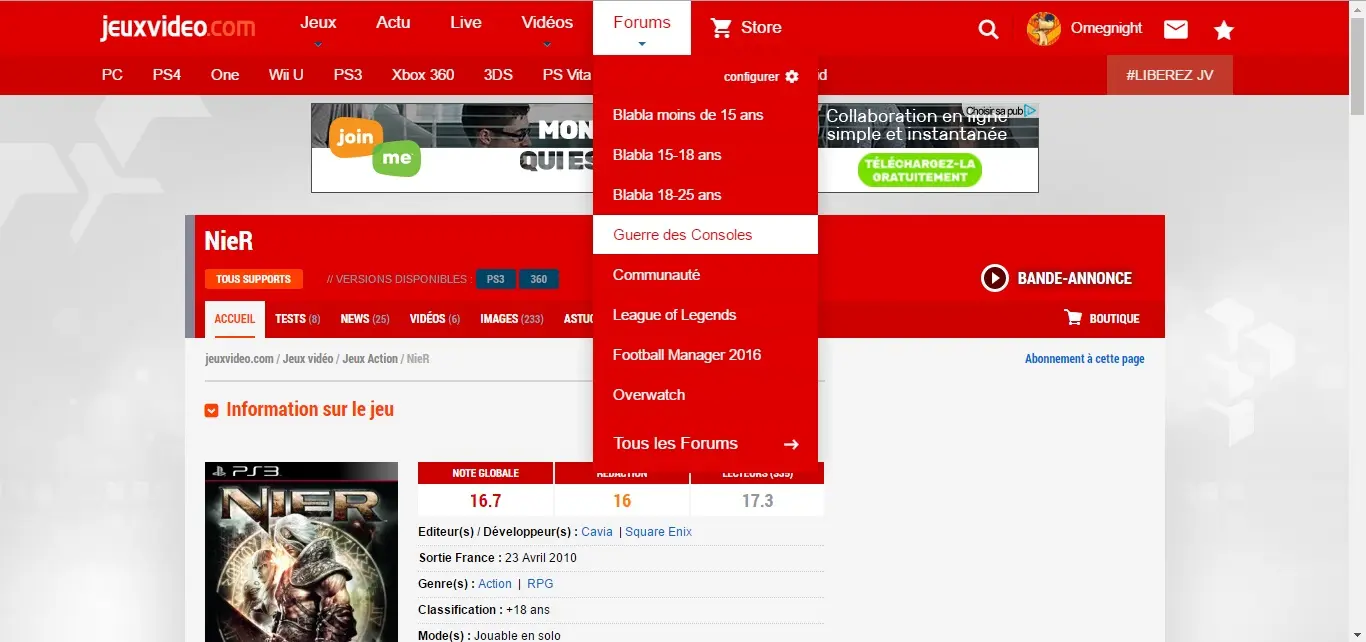 jeuxvideo.com
Jeux Actu Live Vidéos Forums Store Omegnight
PC PS4 One Wii U PS3 Xbox 360 3DS PS Vita #LIBEREZ JV
configurer
Blabla moins de 15 ans
Blabla 15-18 ans
Blabla 18-25 ans
Guerre des Consoles
Communauté
League of Legends
Football Manager 2016
Overwatch
Tous les Forums
join
me
MON
QUI ES
Choisir sa pub
Collaboration en ligne
simple et instantanée
TÉLÉCHARGEZ-LA
GRATUITEMENT
NieR
TOUS SUPPORTS // VERSIONS DISPONIBLES : PS3 360
BANDE-ANNONCE
ACCUEIL TESTS (8) NEWS (25) VIDÉOS (6) IMAGES (233) ASTUC
BOUTIQUE
jeuxvideo.com / Jeux vidéo / Jeux Action / NieR
Abonnement à cette page
Information sur le jeu
PS3
NIER
NOTE GLOBALE RÉDACTION LECTEURS (339)
16.7 16 17.3
Editeur(s) / Développeur(s) : Cavia | Square Enix
Sortie France : 23 Avril 2010
Genre(s) : Action | RPG
Classification : +18 ans
Mode(s) : Jouable en solo